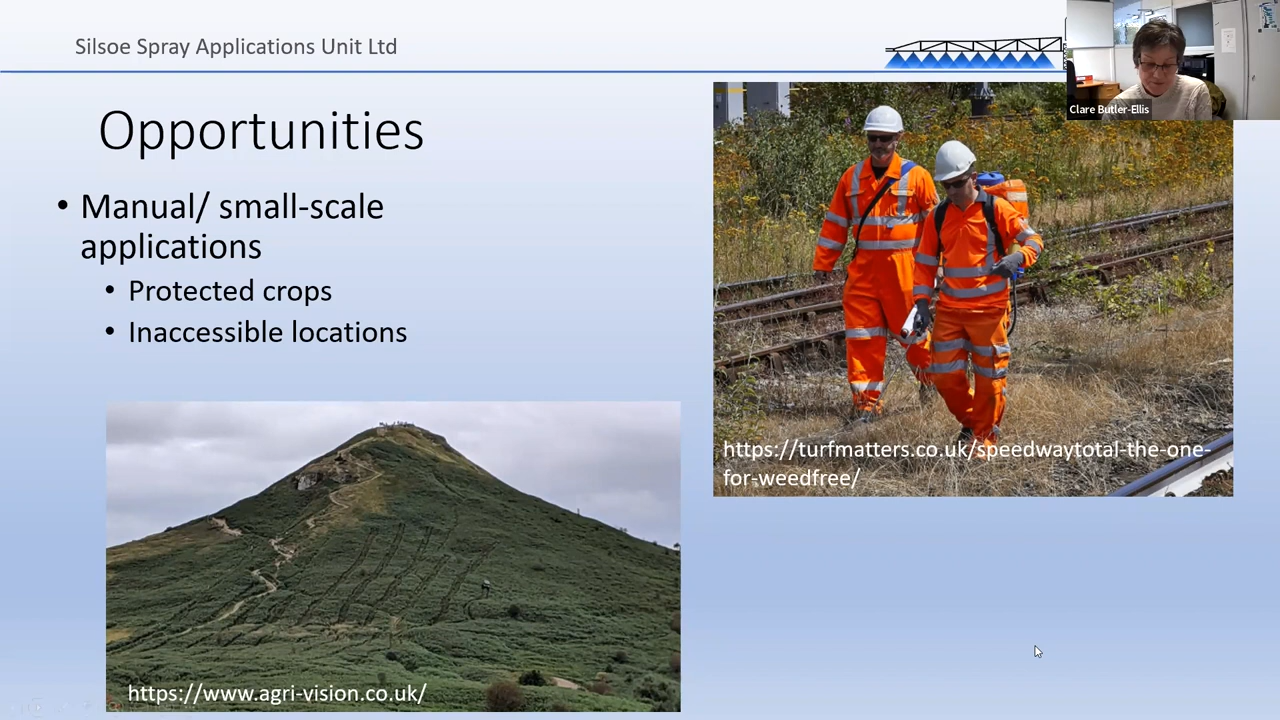 Silsoe Spray Applications Unit Ltd
Clare Butler-Ellis
Opportunities
• Manual/ small-scale
applications
• Protected crops
• Inaccessible locations
https://turfmatters.co.uk/speedwaytotal-the-one-
for-weedfree/
https://www.agri-vision.co.uk/